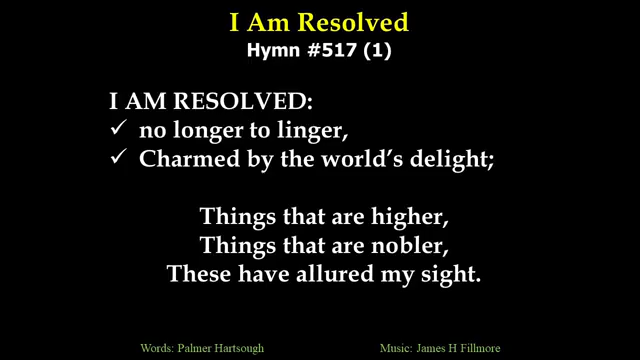 I Am Resolved
Hymn #517 (1)
I AM RESOLVED:
✓ no longer to linger,
✓ Charmed by the world’s delight;
Things that are higher,
Things that are nobler,
These have allured my sight.
Words: Palmer Hartsough Music: James H Fillmore